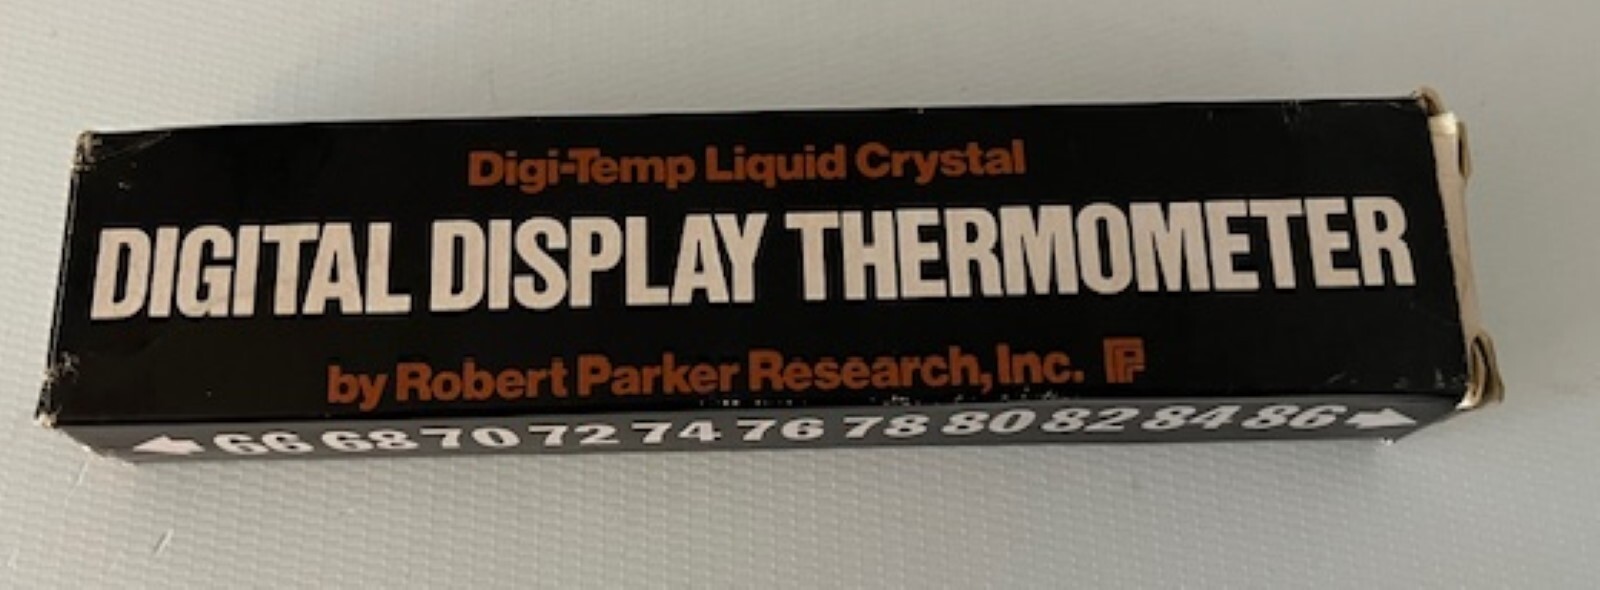 Digi-Temp Liquid Crystal
DIGITAL DISPLAY THERMOMETER
by Robert Parker Research, Inc.
66 68 70 72 74 76 78 80 82 84 86